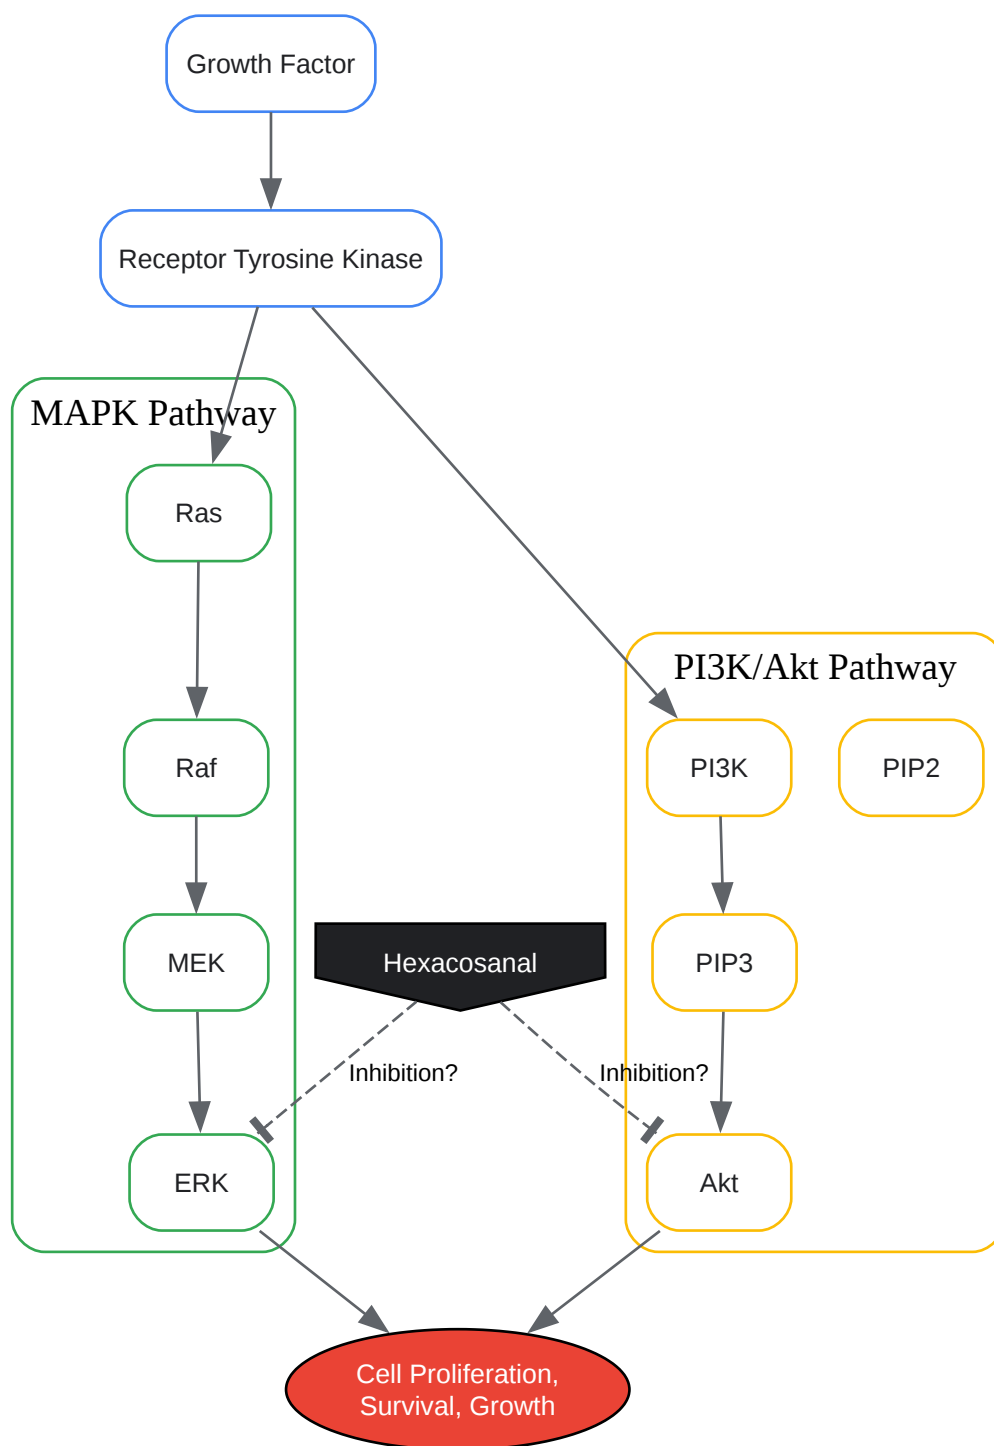 Growth Factor
Receptor Tyrosine Kinase
MAPK Pathway
Ras
PI3K/Akt Pathway
Raf
PI3K
PIP2
MEK
Hexacosanal
PIP3
Inhibition?
Inhibition?
ERK
Akt
Cell Proliferation,
Survival, Growth